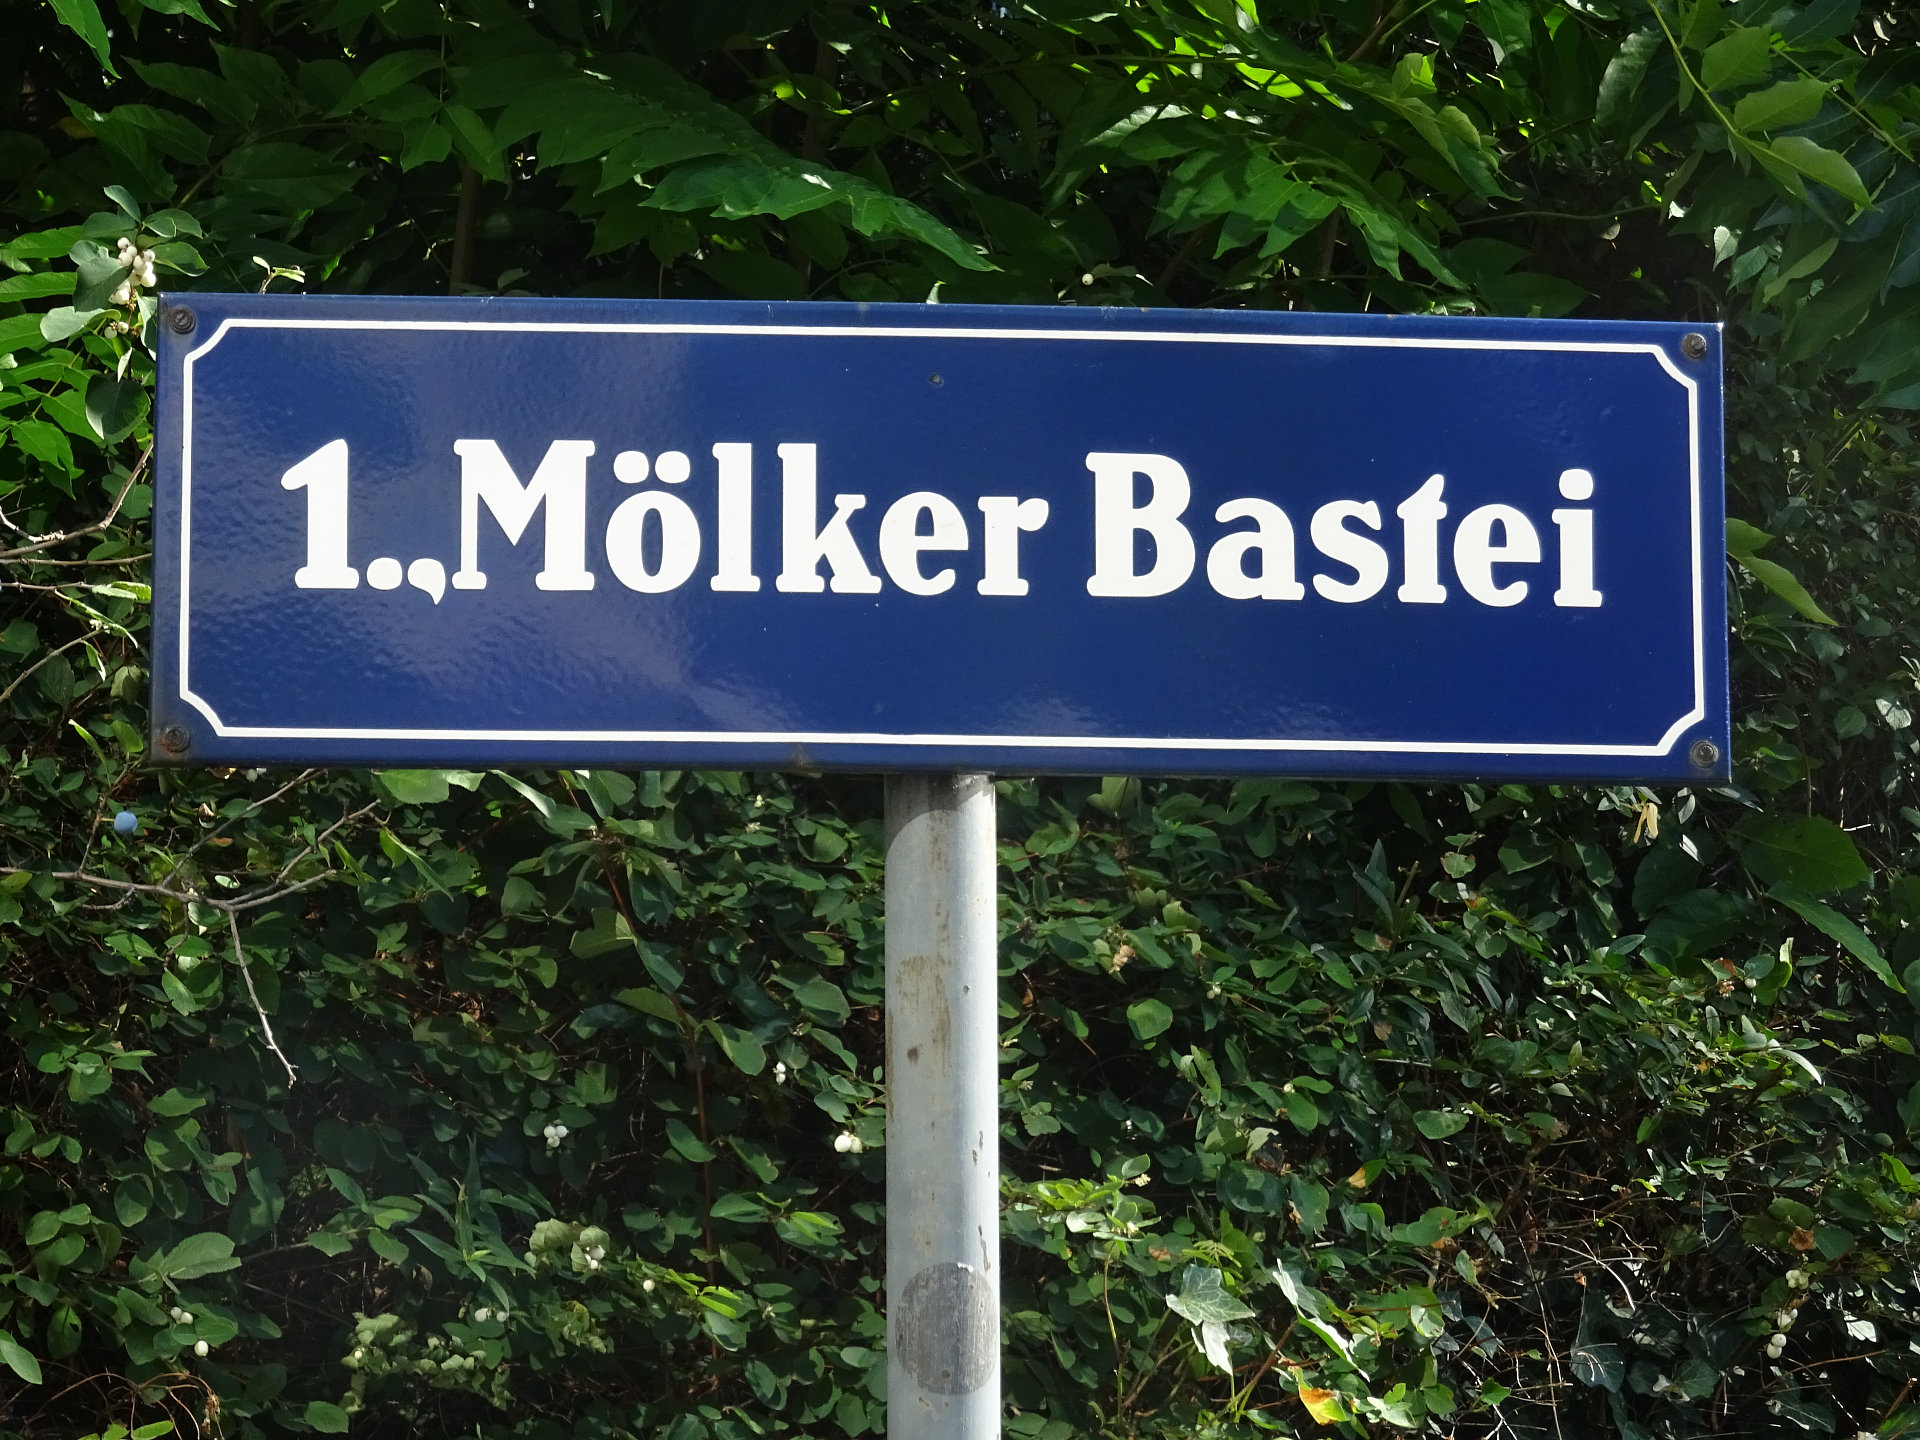 1., Mölker Bastei